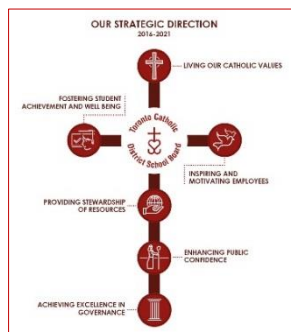 OUR STRATEGIC DIRECTION
2016-2021
LIVING OUR CATHOLIC VALUES
FOSTERING STUDENT
ACHIEVEMENT AND WELL BEING
Toronto Catholic
District School Board
INSPIRING AND
MOTIVATING EMPLOYEES
PROVIDING STEWARDSHIP
OF RESOURCES
ENHANCING PUBLIC
CONFIDENCE
ACHIEVING EXCELLENCE IN
GOVERNANCE